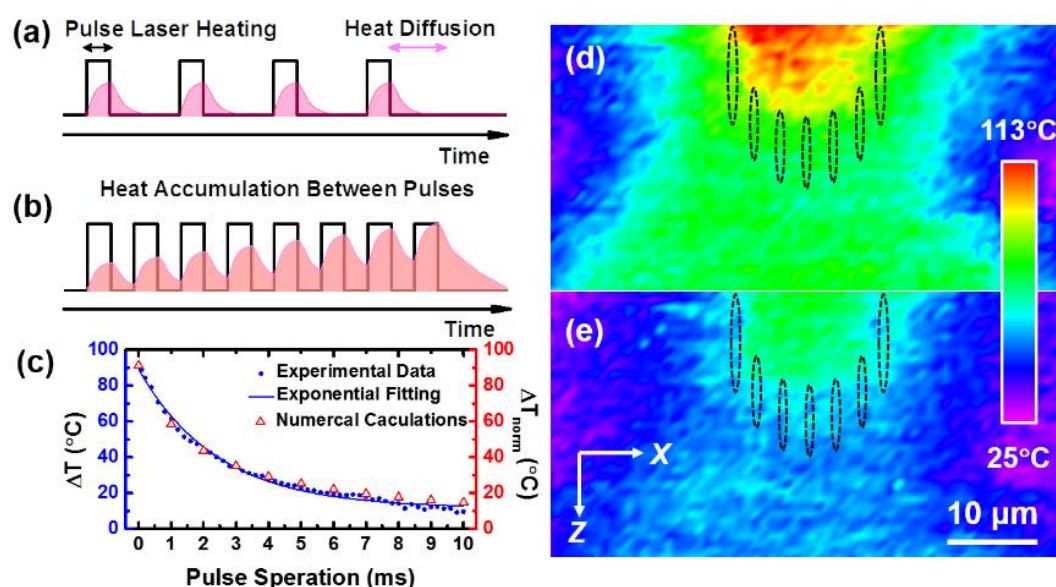 (a)
Pulse Laser Heating
Heat Diffusion
Time
Heat Accumulation Between Pulses
(b)
Time
(c)
100
80
60
40
20
0
ΔT (°C)
Experimental Data
Exponential Fitting
Numercal Caculations
100
80
60
40
20
0
ΔTnorm (°C)
0 1 2 3 4 5 6 7 8 9 10
Pulse Speration (ms)
(d)
113°C
(e)
25°C
X
Z
10 μm